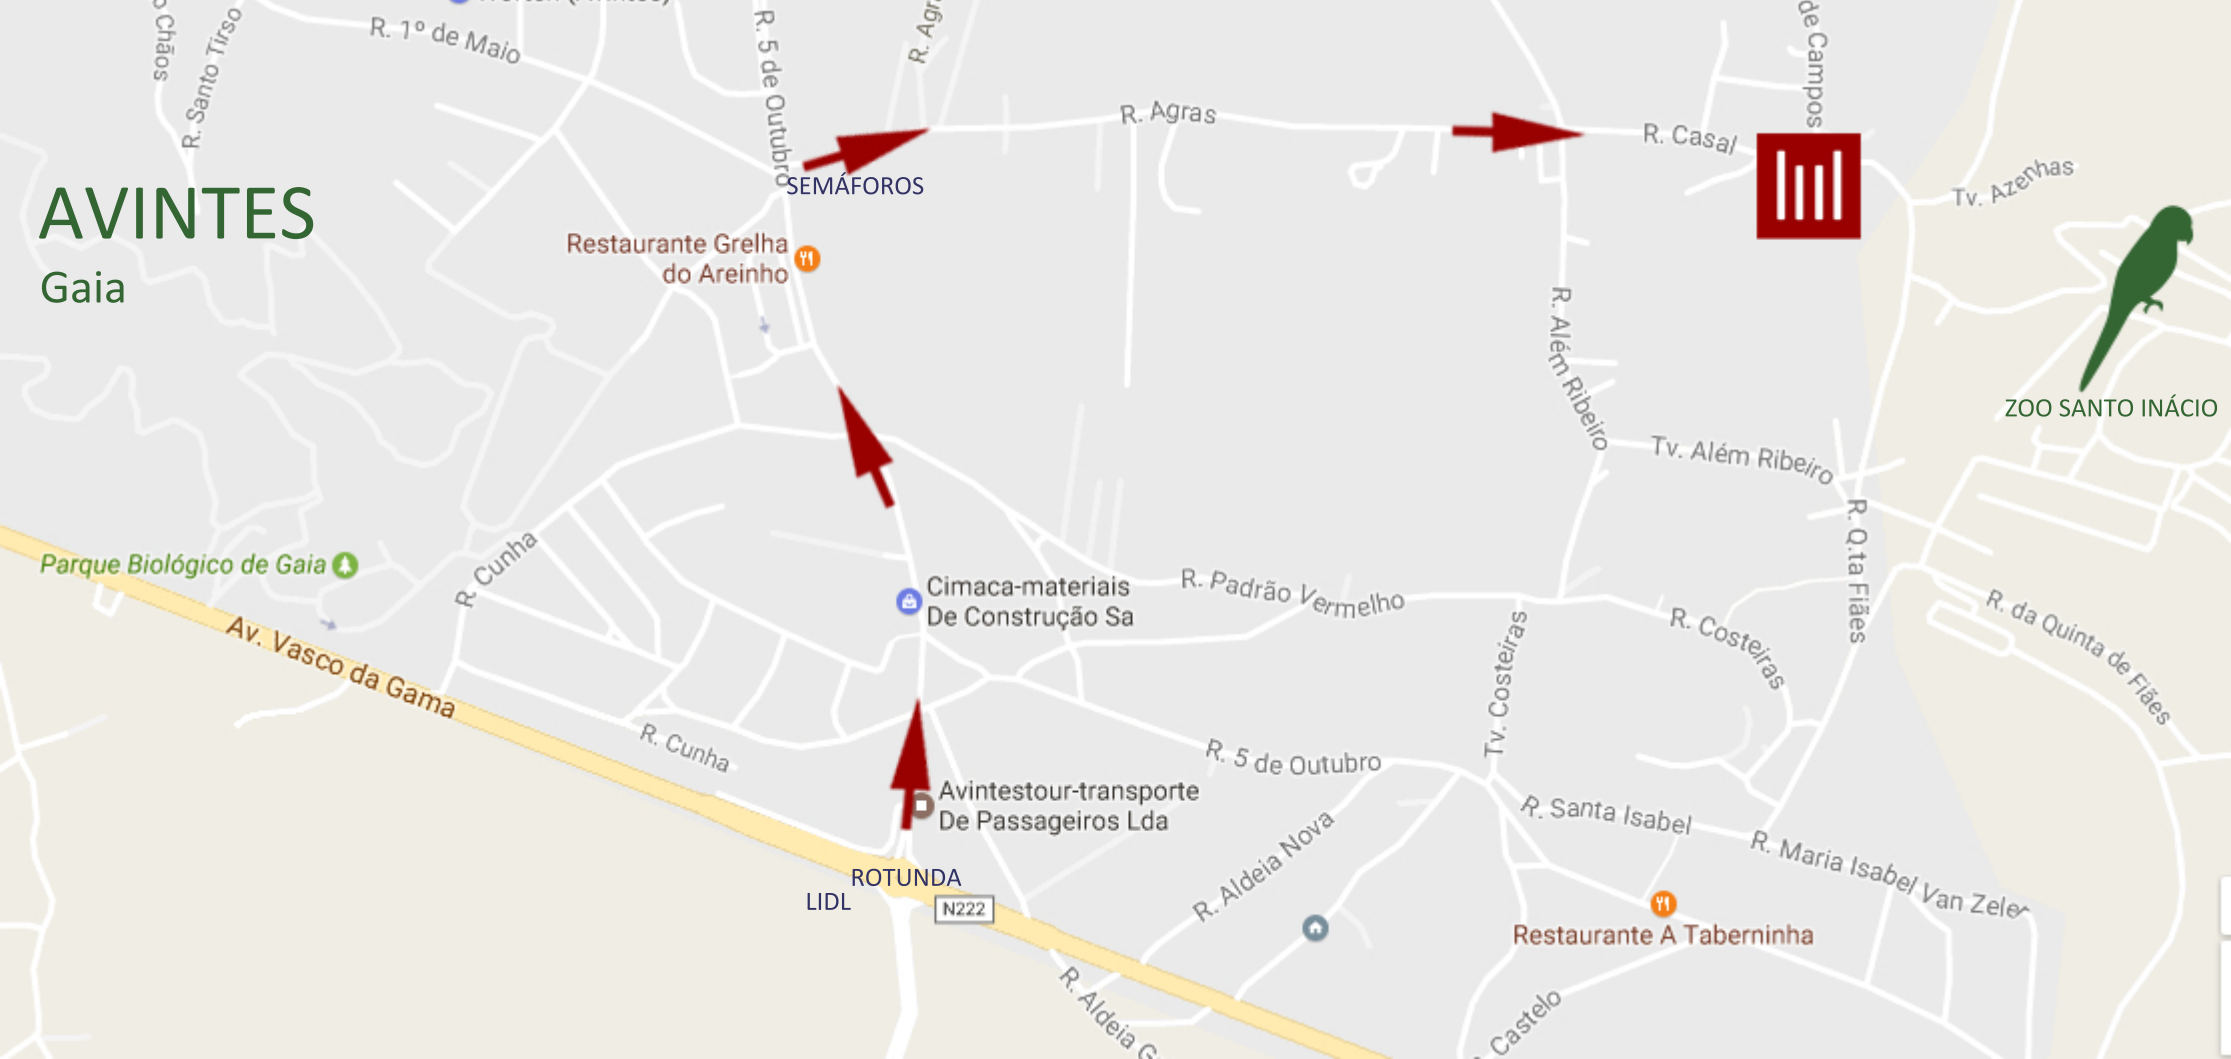 R. 1º de Maio
R. Santo Tirso
R. 5 de Outubro
R. Agras
R. Casal
de Campos
Tv. Azenhas
SEMÁFOROS
AVINTES
Gaia
Restaurante Grelha
do Areinho
R. Além Ribeiro
ZOO SANTO INÁCIO
Tv. Além Ribeiro
R. Q.ta Fiães
Parque Biológico de Gaia
R. Cunha
Cimaca-materiais
De Construção Sa
R. Padrão Vermelho
R. Costeiras
R. da Quinta de Fiães
Av. Vasco da Gama
Tv. Costeiras
R. Cunha
R. 5 de Outubro
Avintestour-transporte
De Passageiros Lda
R. Santa Isabel
R. Aldeia Nova
R. Maria Isabel Van Zeler
ROTUNDA
LIDL
N222
Restaurante A Taberninha
R. Aldeia G
Castelo